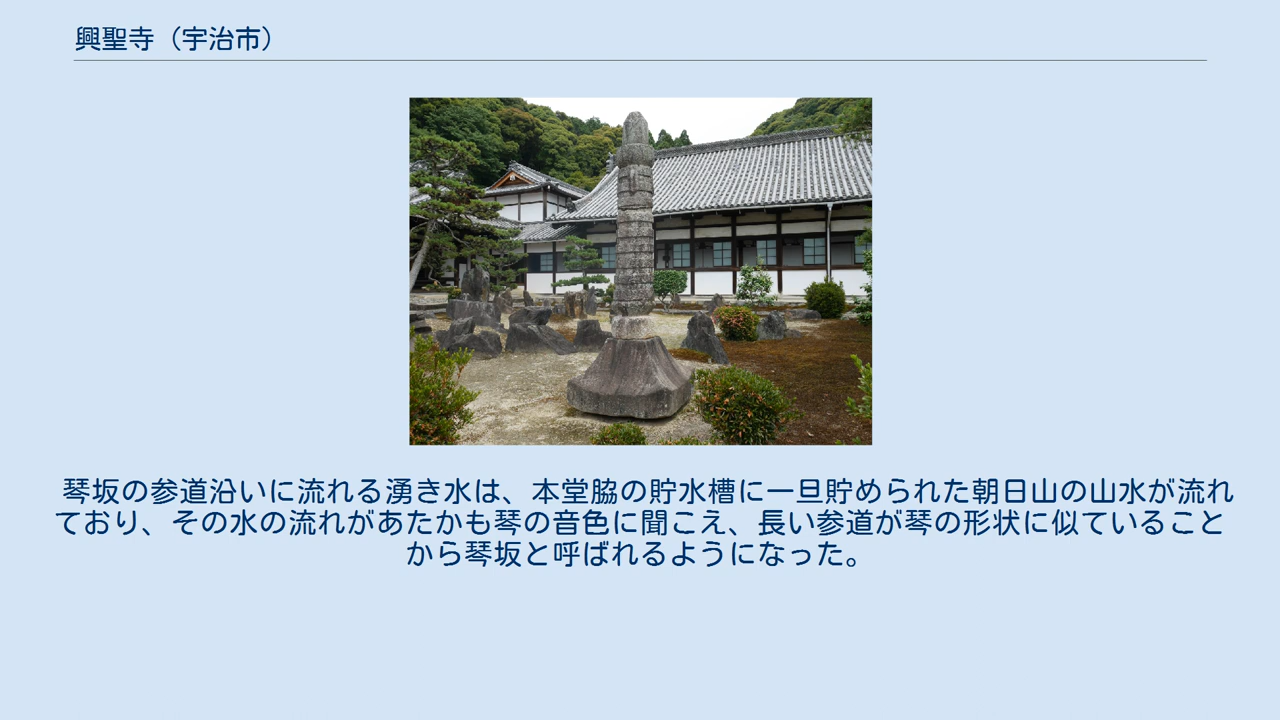 興聖寺（宇治市）
琴坂の参道沿いに流れる湧き水は、本堂脇の貯水槽に一旦貯められた朝日山の山水が流れ
ており、その水の流れがあたかも琴の音色に聞こえ、長い参道が琴の形状に似ていること
から琴坂と呼ばれるようになった。